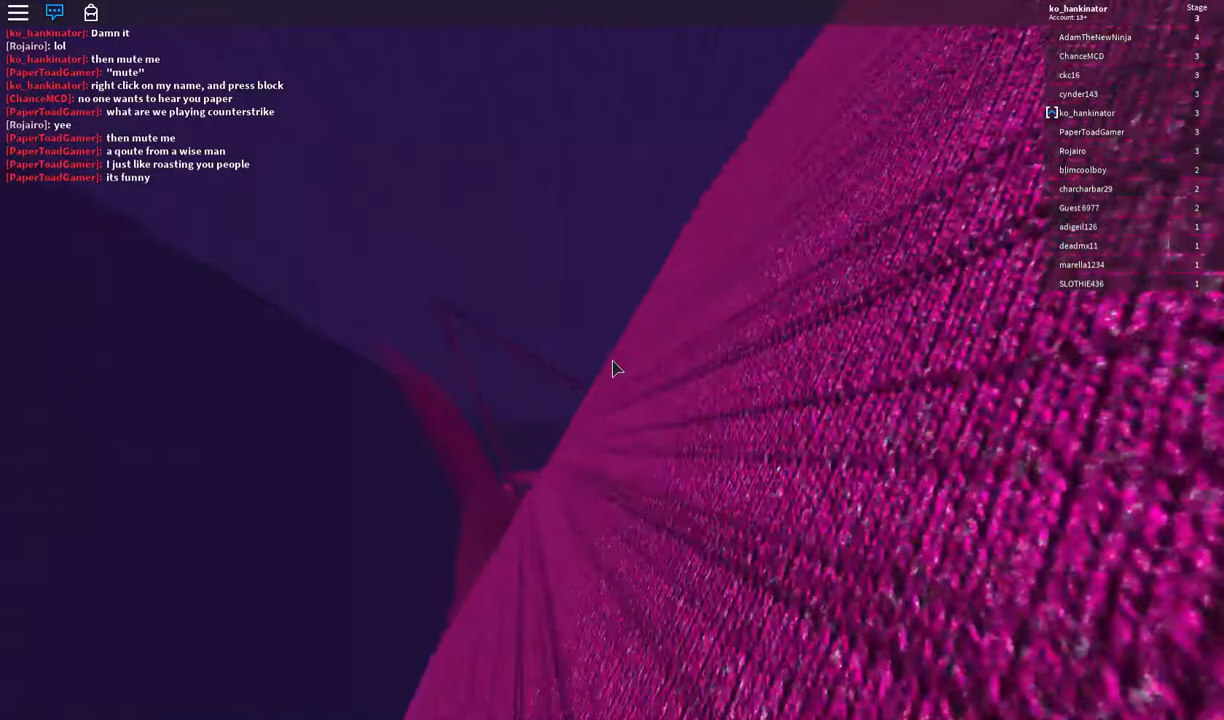 [ko_hankinator]: Damn it
[Rojairo]: lol
[ko_hankinator]: then mute me
[PaperToadGamer]: "mute"
[ko_hankinator]: right click on my name, and press block
[ChanceMCD]: no one wants to hear you paper
[PaperToadGamer]: what are we playing counterstrike
[Rojairo]: yee
[PaperToadGamer]: then mute me
[PaperToadGamer]: a qoute from a wise man
[PaperToadGamer]: I just like roasting you people
[PaperToadGamer]: its funny
ko_hankinator Stage
Account: 13+ 3
AdamTheNewNinja 4
ChanceMCD 3
ckc16 3
cynder143 3
ko_hankinator 3
PaperToadGamer 3
Rojairo 3
blimcoolboy 2
charcharbar29 2
Guest 6977 2
adigeil126 1
deadmx11 1
marella1234 1
SLOTHIE436 1